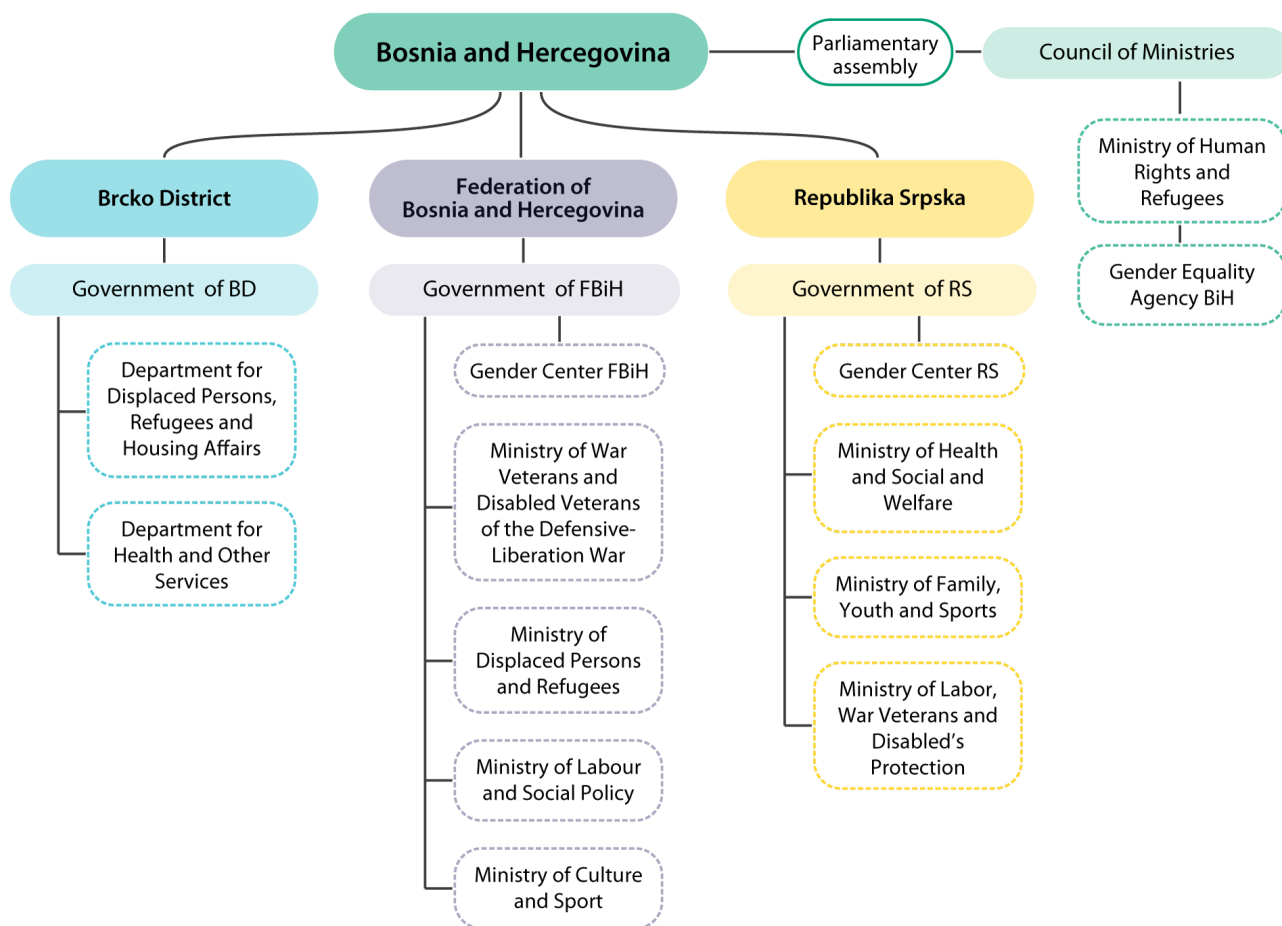 Bosnia and Hercegovina
Parliamentary
assembly
Council of Ministries
Ministry of Human
Rights and
Refugees
Gender Equality
Agency BiH
Brcko District
Government of BD
Department for
Displaced Persons,
Refugees and
Housing Affairs
Department for
Health and Other
Services
Federation of
Bosnia and Hercegovina
Government of FBiH
Gender Center FBiH
Ministry of War
Veterans and
Disabled Veterans
of the Defensive-
Liberation War
Ministry of
Displaced Persons
and Refugees
Ministry of Labour
and Social Policy
Ministry of Culture
and Sport
Republika Srpska
Government of RS
Gender Center RS
Ministry of Health
and Social and
Welfare
Ministry of Family,
Youth and Sports
Ministry of Labor,
War Veterans and
Disabled’s
Protection